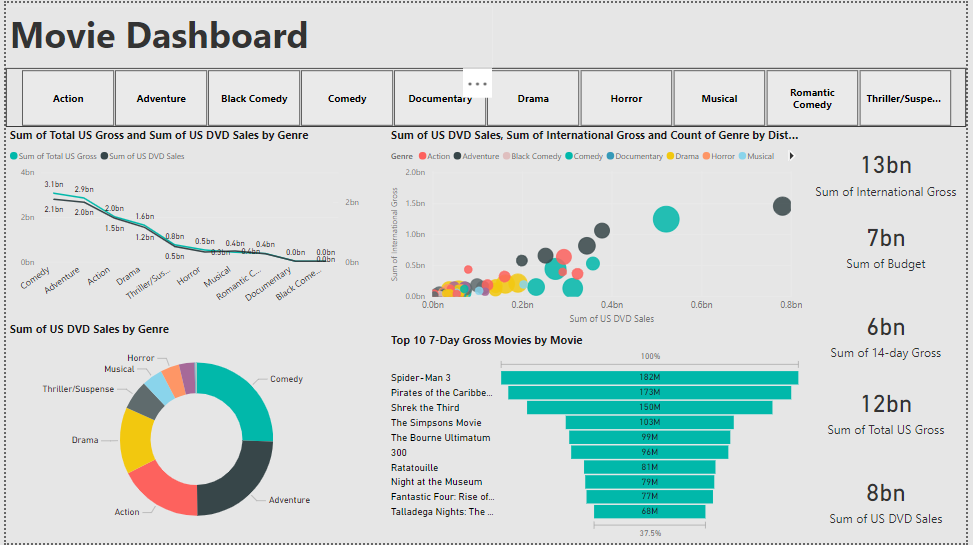 Movie Dashboard
Action
Adventure
Black Comedy
Comedy
Documentary
Drama
Horror
Musical
Romantic
Comedy
Thriller/Suspe...
Sum of Total US Gross and Sum of US DVD Sales by Genre
Sum of Total US Gross Sum of US DVD Sales
4bn
2bn
0bn
2bn
0bn
3.1bn
2.9bn
2.0bn
1.6bn
0.8bn
0.5bn
0.4bn
0.4bn
0.0bn
0.0bn
2.1bn
2.0bn
1.5bn
1.2bn
0.5bn
0.3bn
0.4bn
0.0bn
Comedy
Adventure
Action
Drama
Thriller/Sus...
Horror
Musical
Romantic C...
Documentary
Black Come...
Sum of US DVD Sales, Sum of International Gross and Count of Genre by Dist...
Genre Action Adventure Black Comedy Comedy Documentary Drama Horror Musical
Sum of International Gross
2.0bn
1.5bn
1.0bn
0.5bn
0.0bn
0.0bn 0.2bn 0.4bn 0.6bn 0.8bn
Sum of US DVD Sales
13bn
Sum of International Gross
7bn
Sum of Budget
6bn
Sum of 14-day Gross
12bn
Sum of Total US Gross
8bn
Sum of US DVD Sales
Sum of US DVD Sales by Genre
Horror
Musical
Thriller/Suspense
Drama
Action
Comedy
Adventure
Top 10 7-Day Gross Movies by Movie
100%
Spider-Man 3 182M
Pirates of the Caribbe... 173M
Shrek the Third 150M
The Simpsons Movie 103M
The Bourne Ultimatum 99M
300 96M
Ratatouille 81M
Night at the Museum 79M
Fantastic Four: Rise of... 77M
Talladega Nights: The ... 68M
37.5%